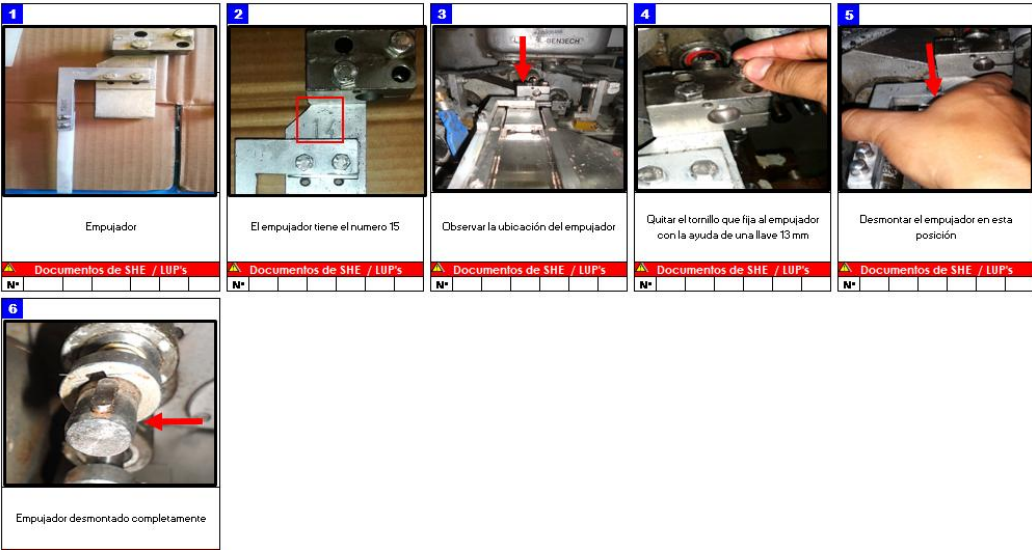 1
2
14
3
GENTECH
4
5
Empujador
El empujador tiene el numero 15
Observar la ubicación del empujador
Quitar el tornillo que fija al empujador
con la ayuda de una llave 13 mm
Desmontar el empujador en esta
posición
Documentos de SHE / LUP's
Documentos de SHE / LUP's
Documentos de SHE / LUP's
Documentos de SHE / LUP's
Documentos de SHE / LUP's
N°
N°
N°
N°
N°
6
Empujador desmontado completamente